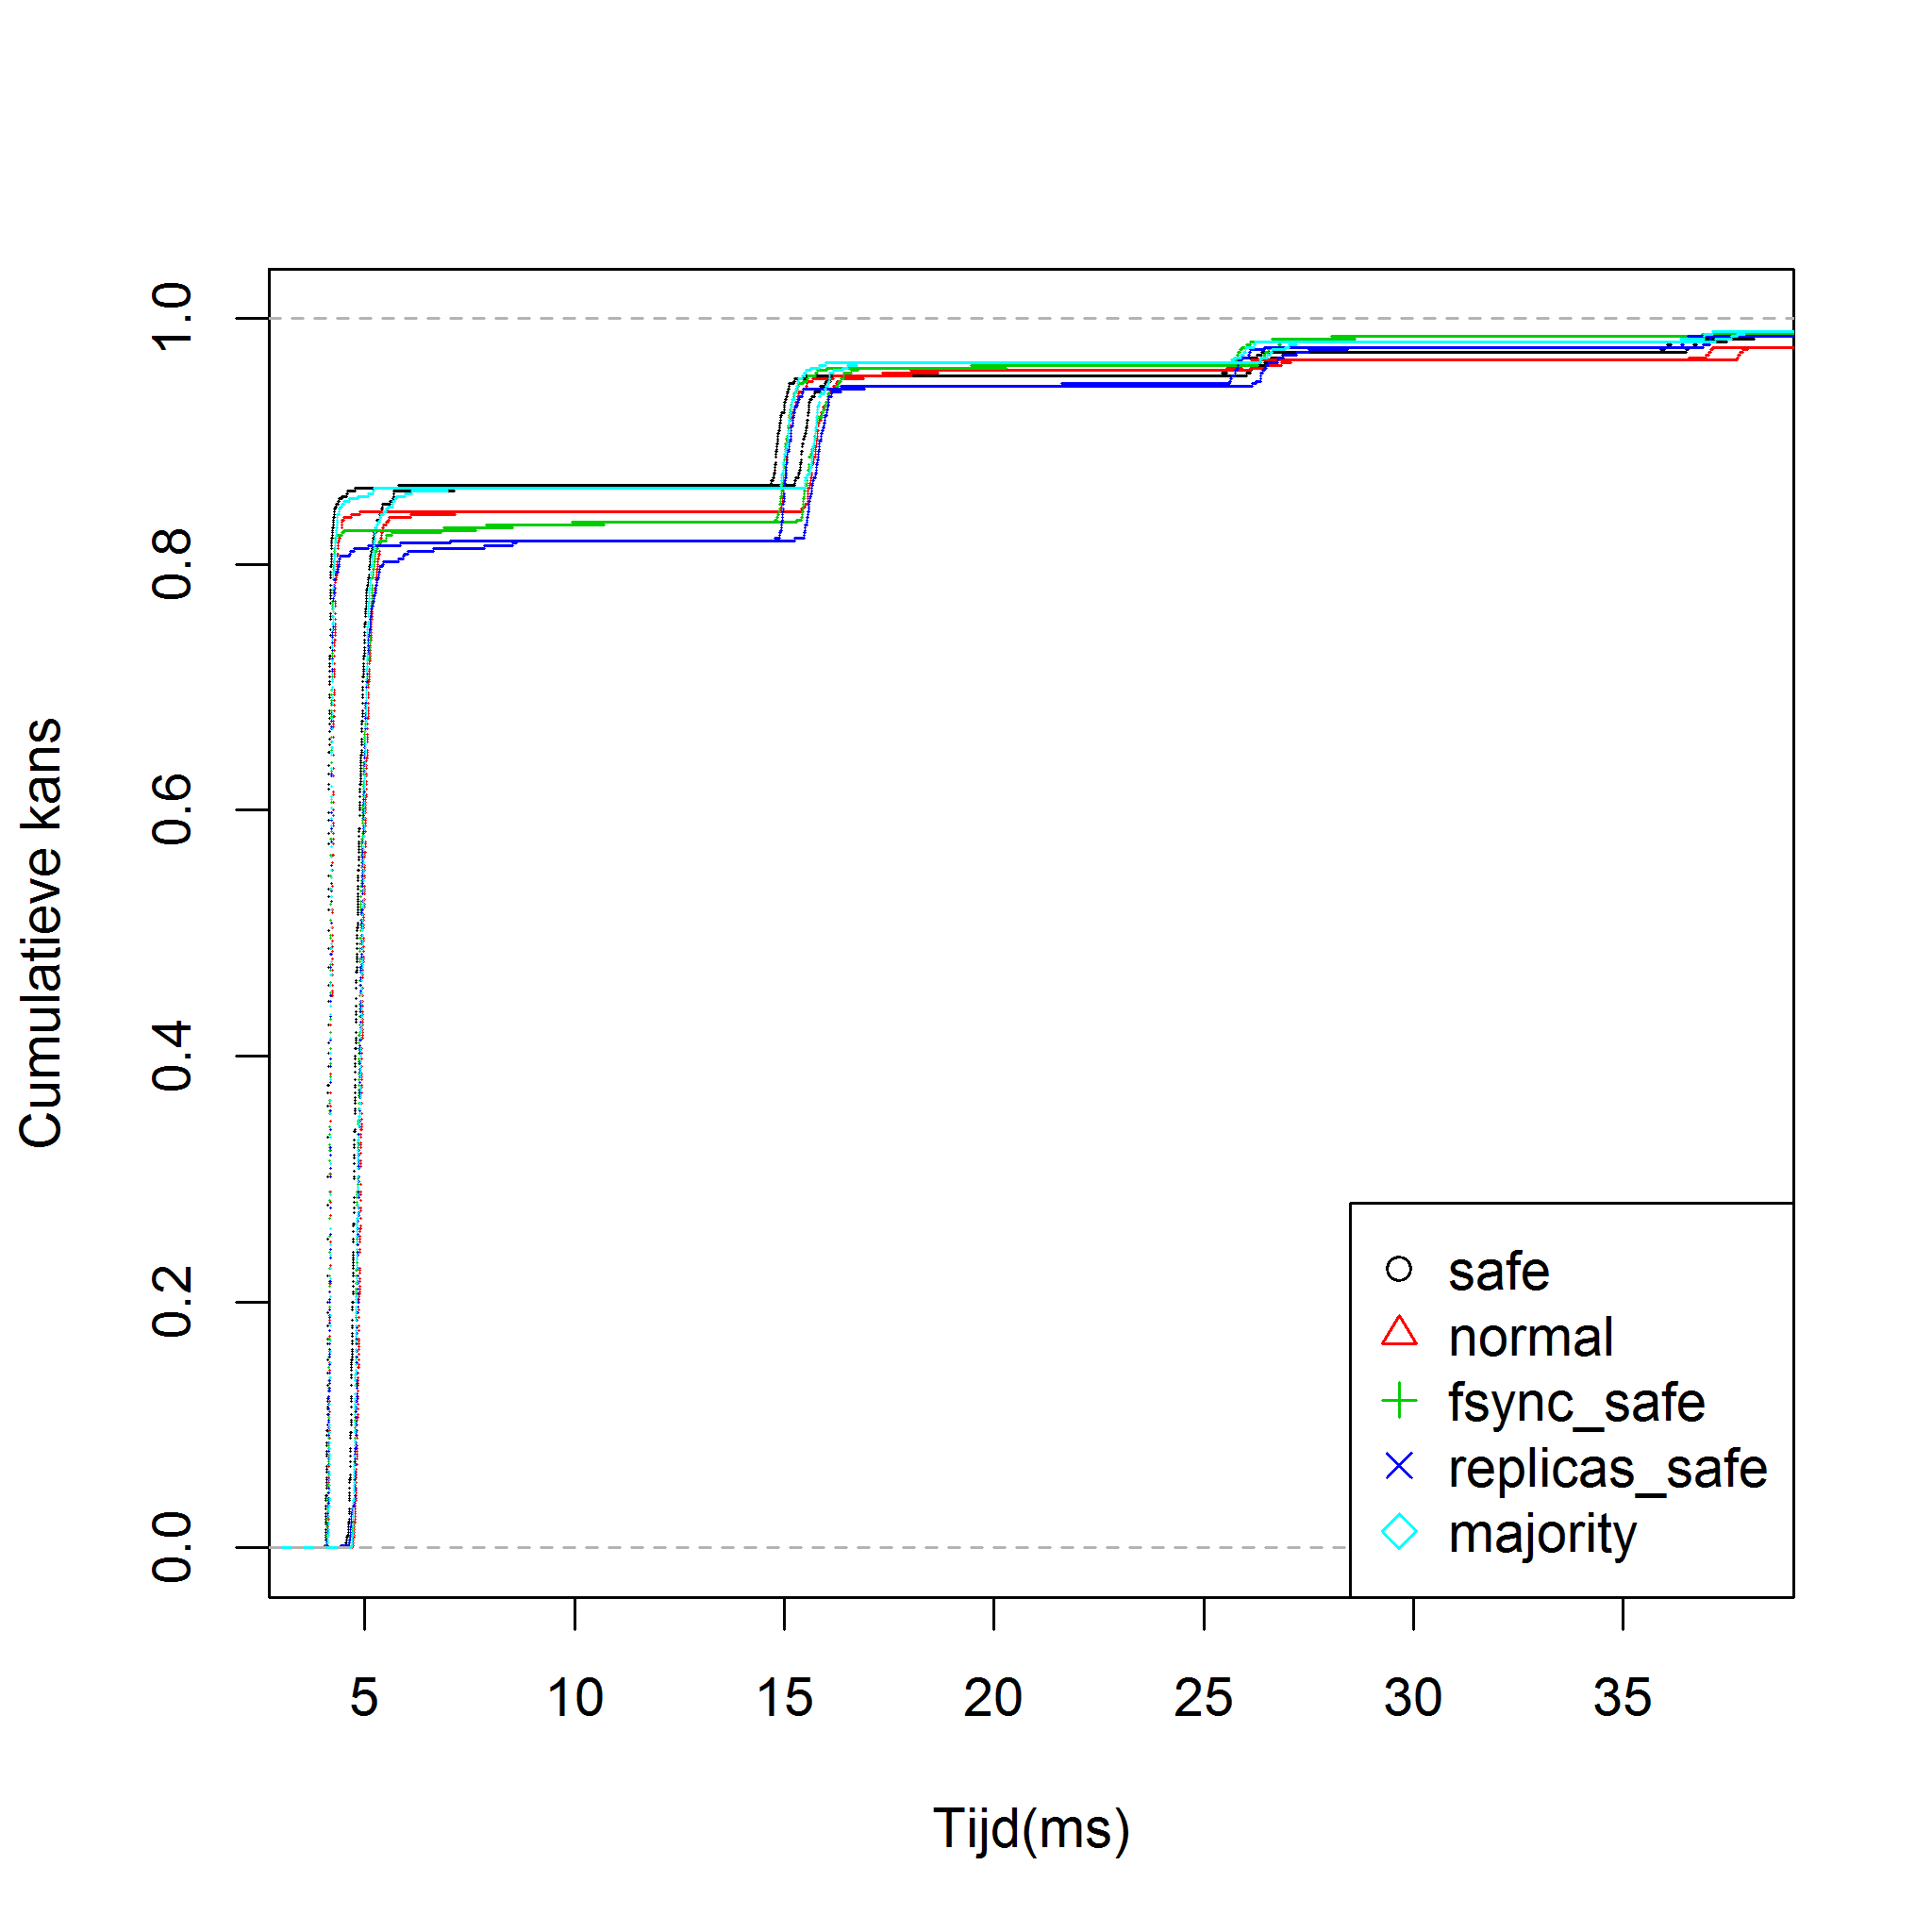 Cumulatieve kans
1.0
0.8
0.6
0.4
0.2
0.0
safe
normal
fsync_safe
replicas_safe
majority
5 10 15 20 25 30 35
Tijd(ms)